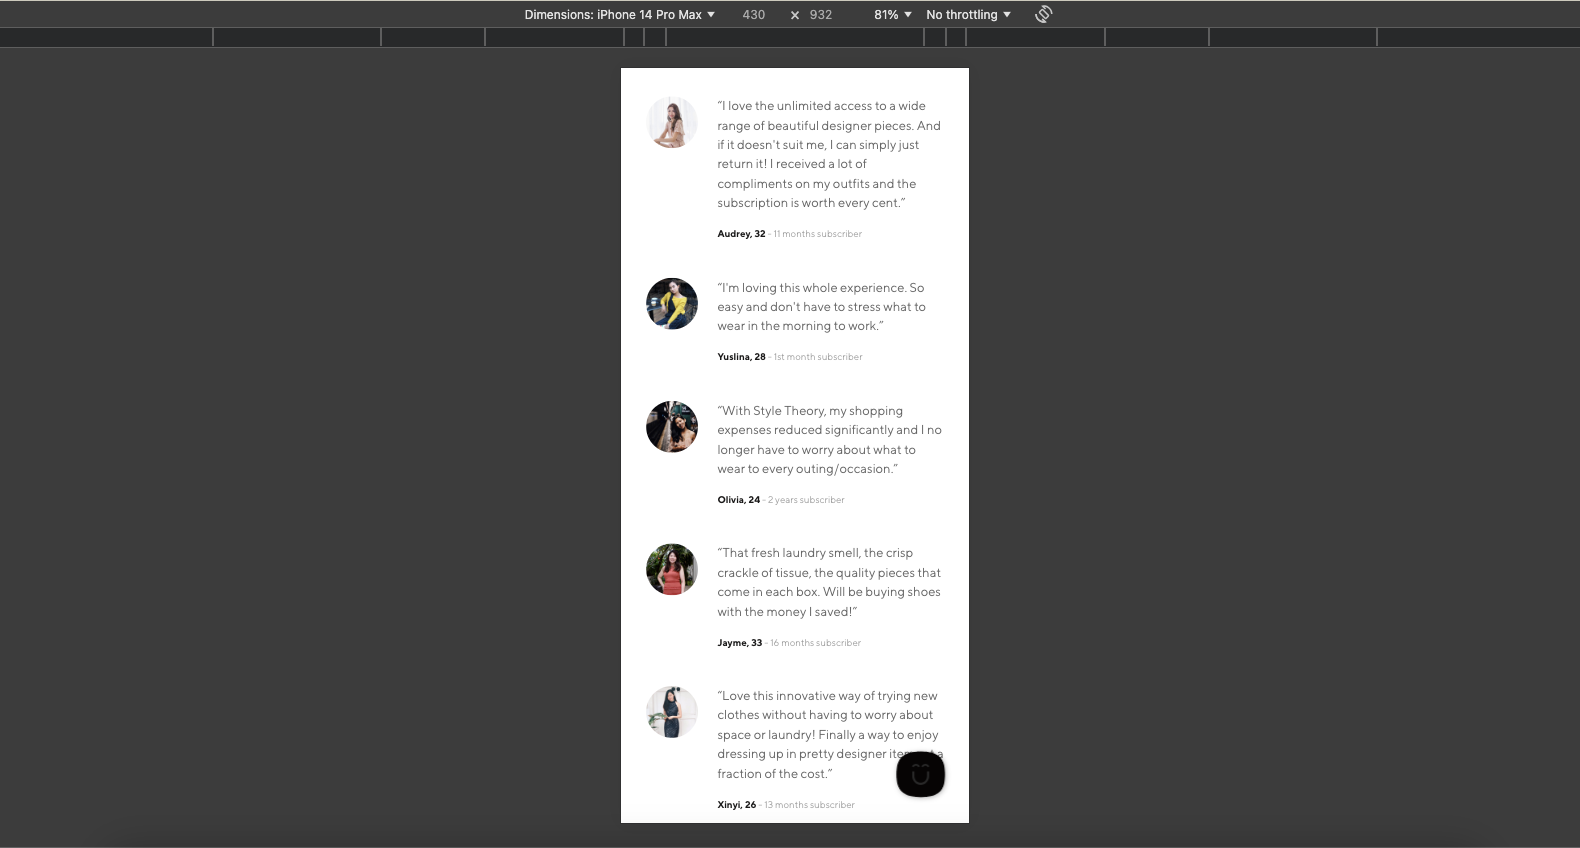 Dimensions: iPhone 14 Pro Max ▼ 430 × 932 81% ▼ No throttling ▼
“I love the unlimited access to a wide
range of beautiful designer pieces. And
if it doesn't suit me, I can simply just
return it! I received a lot of
compliments on my outfits and the
subscription is worth every cent.”
Audrey, 32 - 11 months subscriber
“I'm loving this whole experience. So
easy and don't have to stress what to
wear in the morning to work.”
Yuslina, 28 - 1st month subscriber
“With Style Theory, my shopping
expenses reduced significantly and I no
longer have to worry about what to
wear to every outing/occasion.”
Olivia, 24 - 2 years subscriber
“That fresh laundry smell, the crisp
crackle of tissue, the quality pieces that
come in each box. Will be buying shoes
with the money I saved!”
Jayme, 33 - 16 months subscriber
“Love this innovative way of trying new
clothes without having to worry about
space or laundry! Finally a way to enjoy
dressing up in pretty designer a
fraction of the cost.”
Xinyi, 26 - 13 months subscriber